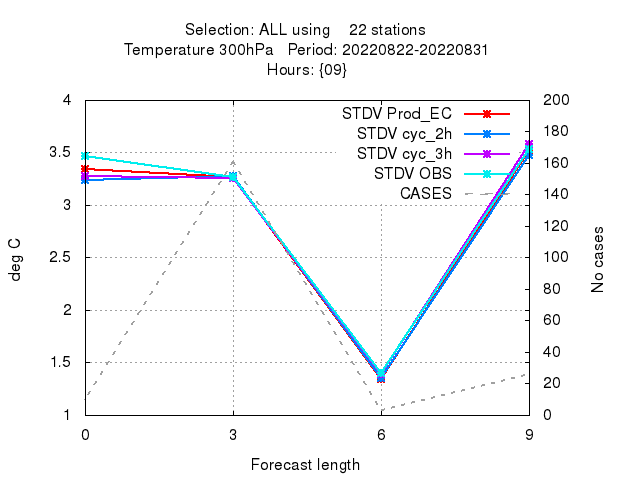 Selection: ALL using 22 stations
Temperature 300hPa Period: 20220822-20220831
Hours: {09}
STDV Prod_EC
STDV cyc_2h
STDV cyc_3h
STDV OBS
CASES
4
3.5
3
2.5
2
1.5
1
deg C
200
180
160
140
120
100
80
60
40
20
0
No cases
0 3 6 9
Forecast length